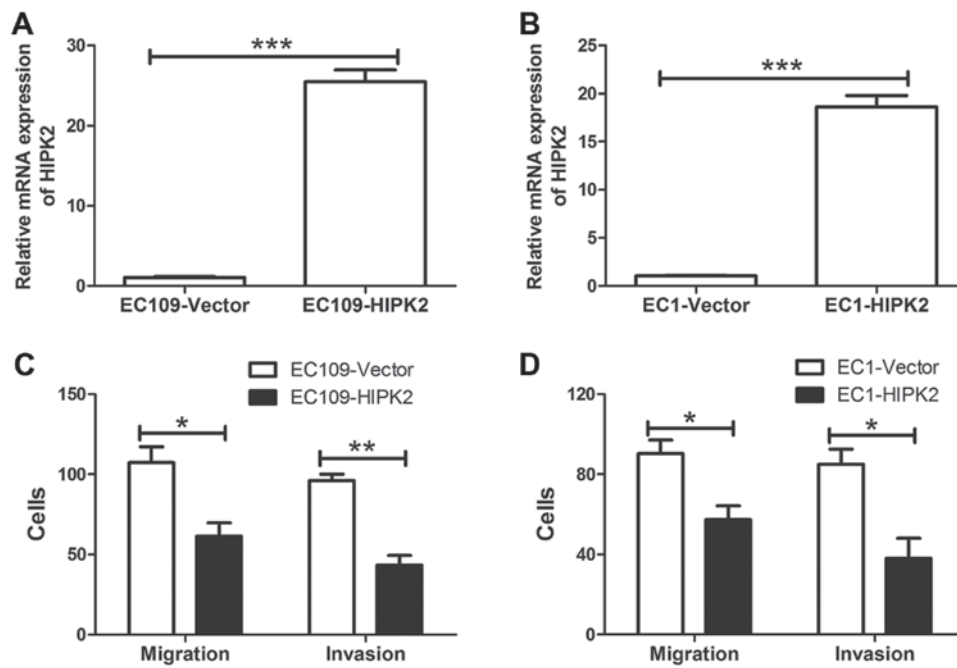 A
Relative mRNA expression
of HIPK2
30
20
10
0
***
EC109-Vector
EC109-HIPK2
B
Relative mRNA expression
of HIPK2
25
20
15
10
5
0
***
EC1-Vector
EC1-HIPK2
C
EC109-Vector
EC109-HIPK2
Cells
150
100
50
0
*
**
Migration
Invasion
D
EC1-Vector
EC1-HIPK2
Cells
120
80
40
0
*
*
Migration
Invasion